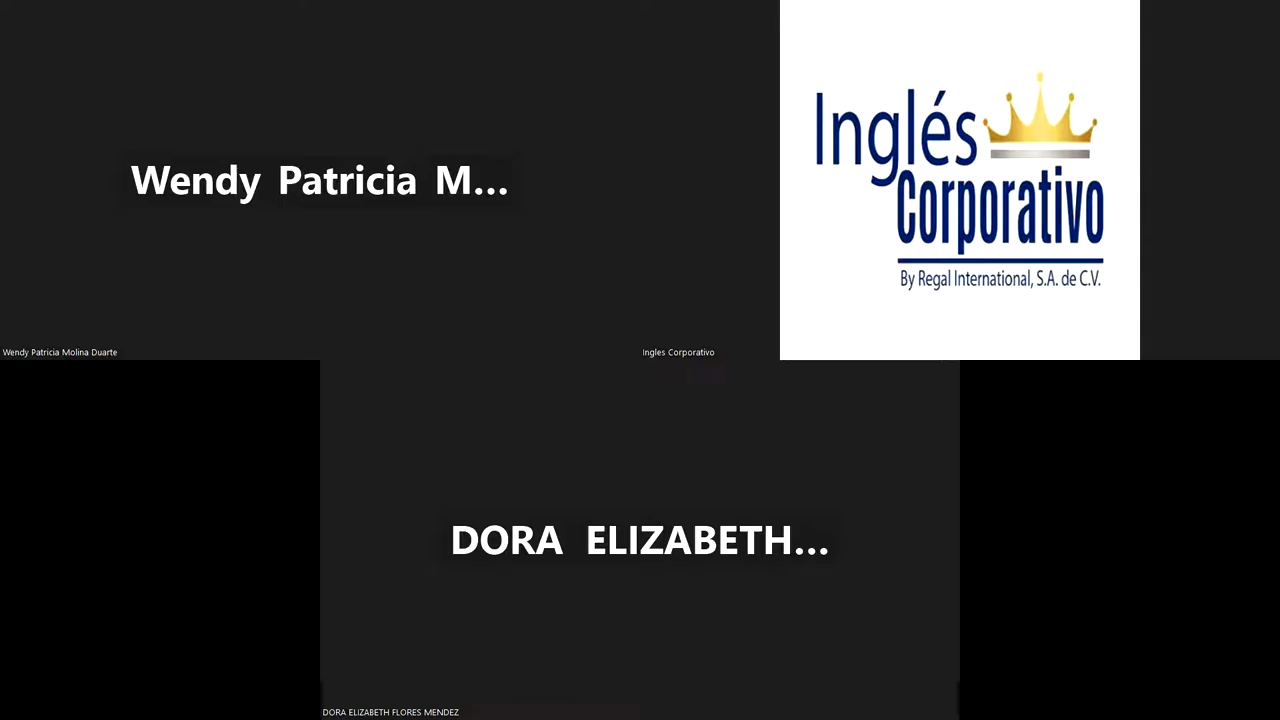 Wendy Patricia M...
Inglés
Corporativo
By Regal International, S.A. de C.V.
Wendy Patricia Molina Duarte
Ingles Corporativo
DORA ELIZABETH...
DORA ELIZABETH FLORES MENDEZ